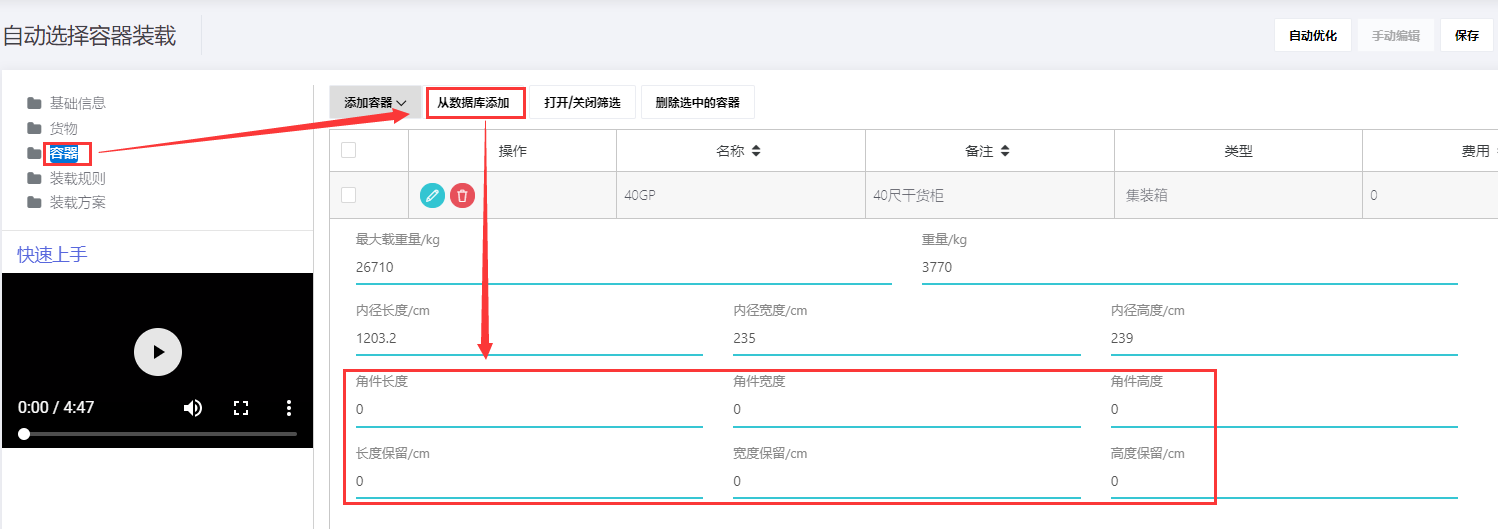 自动选择容器装载
自动优化 手动编辑 保存
基础信息
货物
容器
装载规则
装载方案
快速上手
0:00 / 4:47
添加容器 从数据库添加 打开/关闭筛选 删除选中的容器
操作 名称 备注 类型 费用
40GP 40尺干货柜 集装箱 0
最大载重量/kg 重量/kg
26710 3770
内径长度/cm 内径宽度/cm 内径高度/cm
1203.2 235 239
角件长度 角件宽度 角件高度
0 0 0
长度保留/cm 宽度保留/cm 高度保留/cm
0 0 0